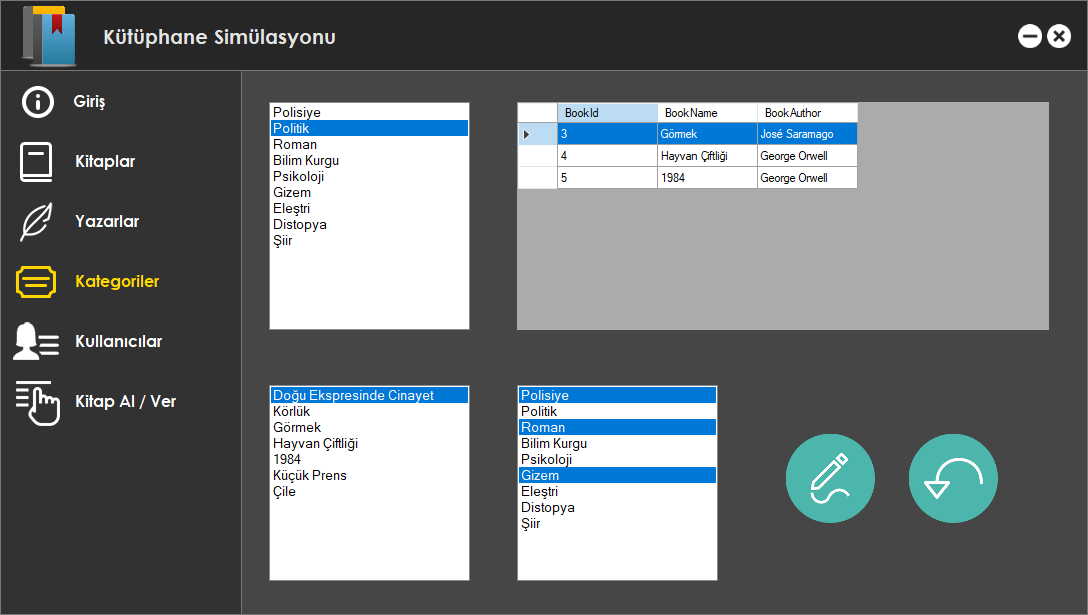 Kütüphane Simülasyonu
Giriş
Kitaplar
Yazarlar
Kategoriler
Kullanıcılar
Kitap Al / Ver
Polisiye
Politik
Roman
Bilim Kurgu
Psikoloji
Gizem
Eleştri
Distopya
Şiir
BookId BookName BookAuthor
3 Görmek José Saramago
4 Hayvan Çiftliği George Orwell
5 1984 George Orwell
Doğu Ekspresinde Cinayet
Körlük
Görmek
Hayvan Çiftliği
1984
Küçük Prens
Çile
Polisiye
Politik
Roman
Bilim Kurgu
Psikoloji
Gizem
Eleştri
Distopya
Şiir